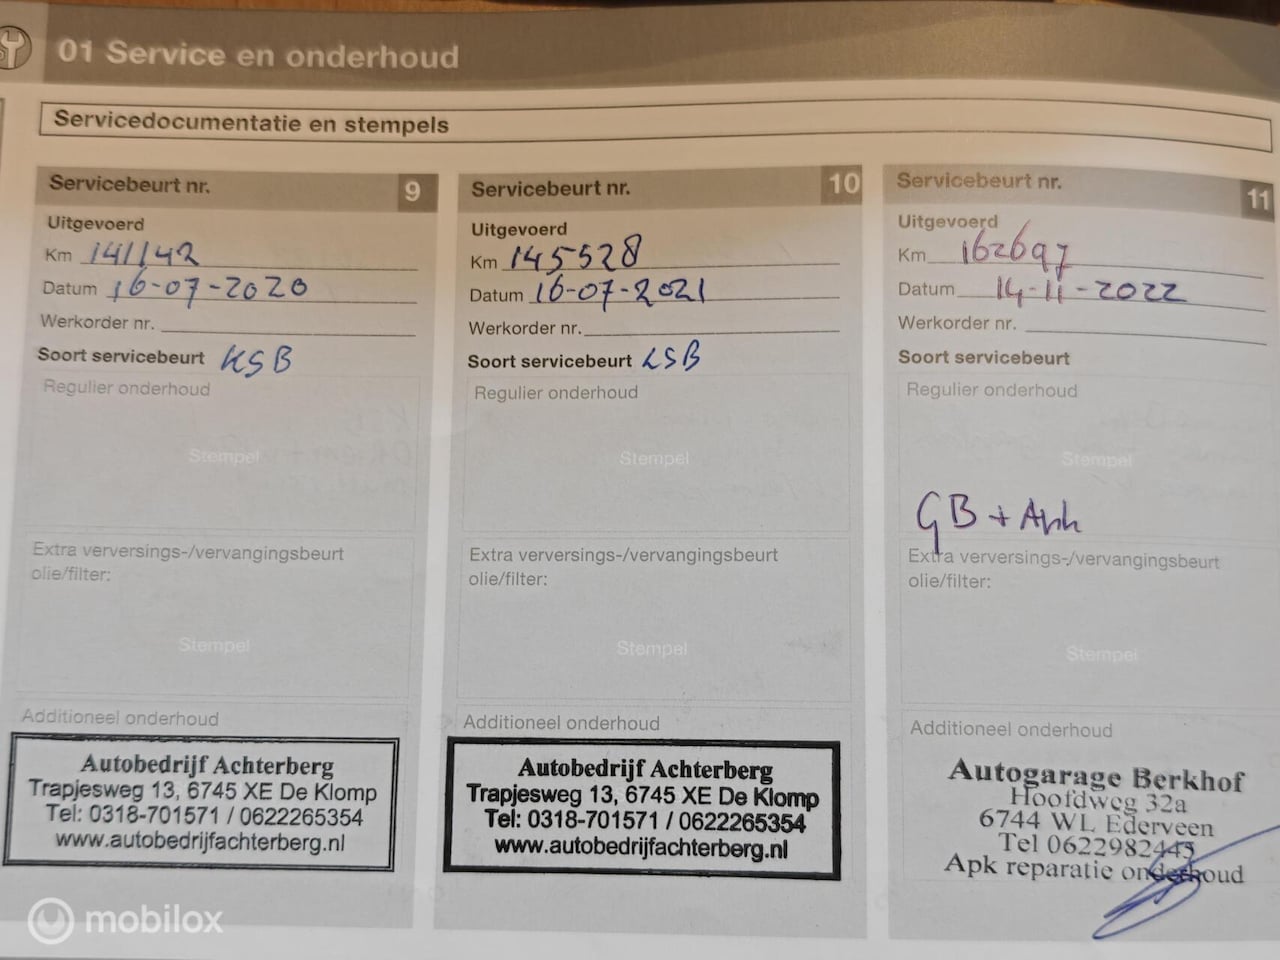 01 Service en onderhoud
Servicedocumentatie en stempels
Servicebeurt nr. 9
Uitgevoerd
Km 141142
Datum 16-07-2020
Werkorder nr.
Soort servicebeurt KSB
Regulier onderhoud
Stempel
Extra verversings-/vervangingsbeurt
olie/filter:
Stempel
Additioneel onderhoud
Autobedrijf Achterberg
Trapjesweg 13, 6745 XE De Klomp
Tel: 0318-701571 / 0622265354
www.autobedrijfachterberg.nl
Servicebeurt nr. 10
Uitgevoerd
Km 145528
Datum 16-07-2021
Werkorder nr.
Soort servicebeurt KSB
Regulier onderhoud
Stempel
Extra verversings-/vervangingsbeurt
olie/filter:
Stempel
Additioneel onderhoud
Autobedrijf Achterberg
Trapjesweg 13, 6745 XE De Klomp
Tel: 0318-701571 / 0622265354
www.autobedrijfachterberg.nl
Servicebeurt nr. 11
Uitgevoerd
Km 162697
Datum 14-11-2022
Werkorder nr.
Soort servicebeurt
Regulier onderhoud
Stempel
GB + Apk
Extra verversings-/vervangingsbeurt
olie/filter:
Stempel
Additioneel onderhoud
Autogarage Berkhof
Hoofdweg 32a
6744 WL Ederveen
Tel 0622982445
Apk reparatie onderhoud
mobilox